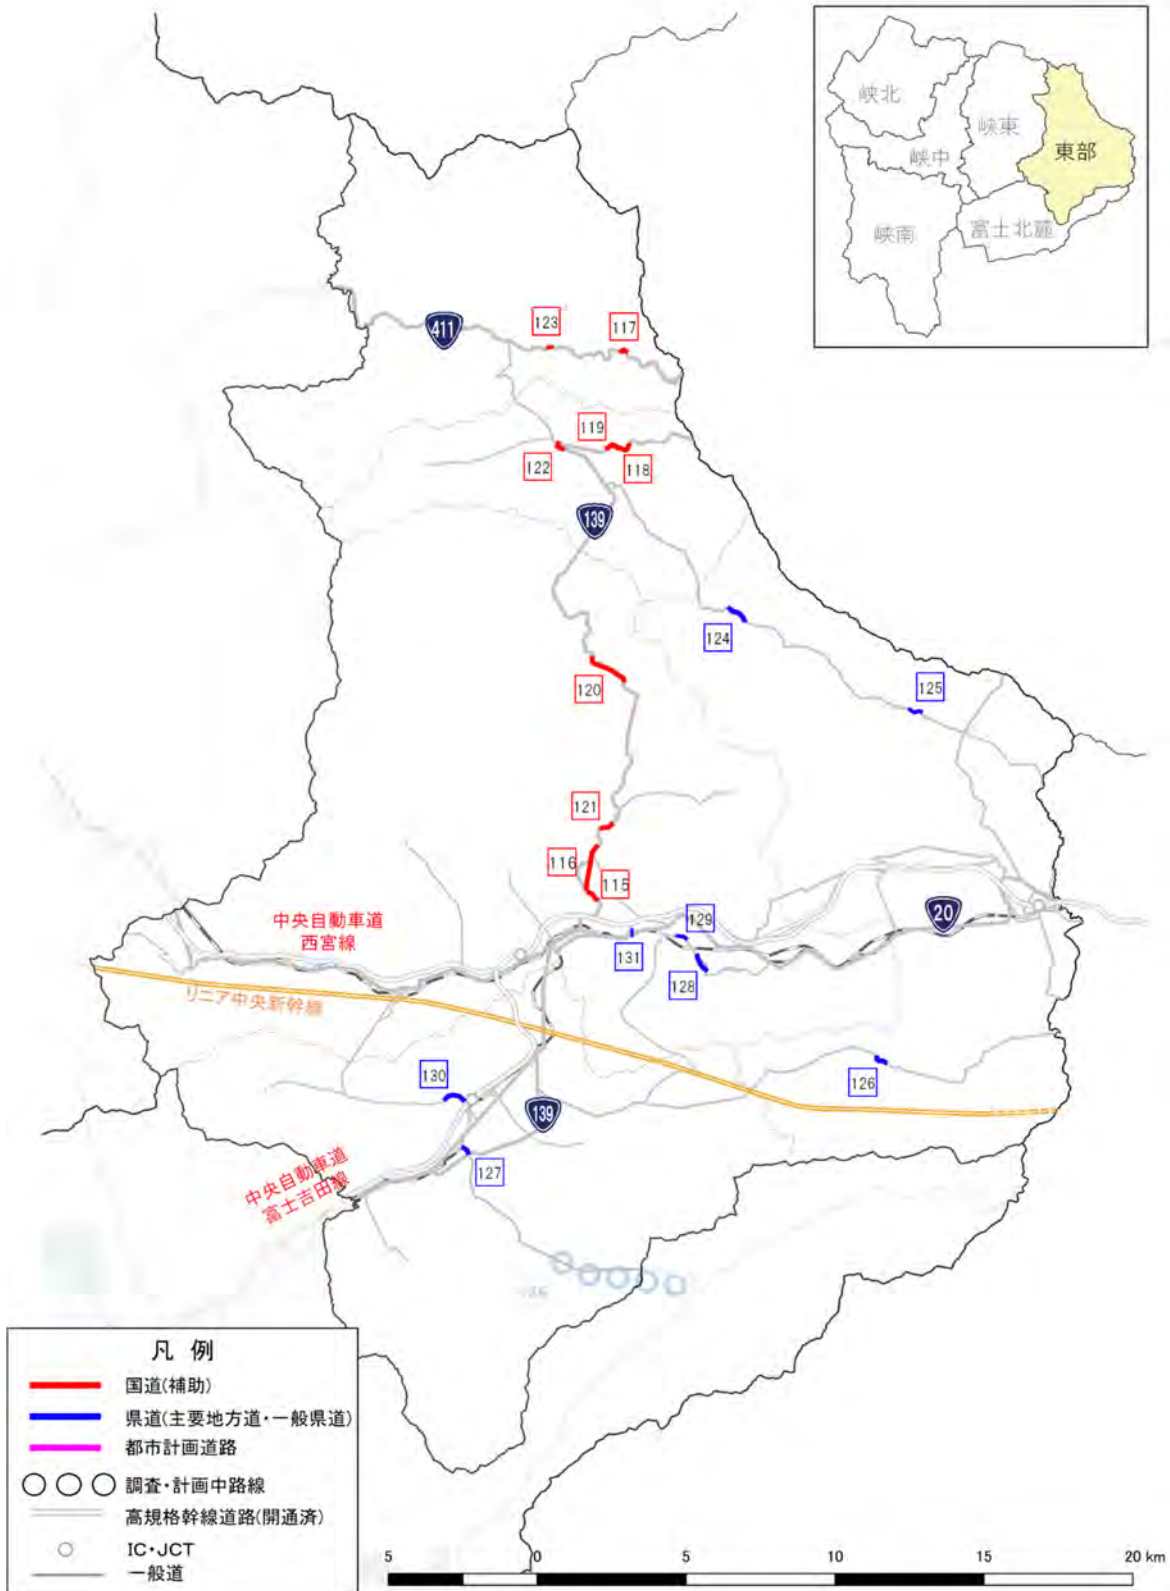 峡北
峡東
峡中
東部
峡南
富士北麓
411
123
117
119
122
118
139
124
125
120
121
116
115
20
129
131
128
中央自動車道
西宮線
リニア中央新幹線
130
126
139
127
中央自動車道
富士吉田線
凡 例
国道(補助)
県道(主要地方道・一般県道)
都市計画道路
調査・計画中路線
高規格幹線道路(開通済)
IC・JCT
一般道
5 0 5 10 15 20 km